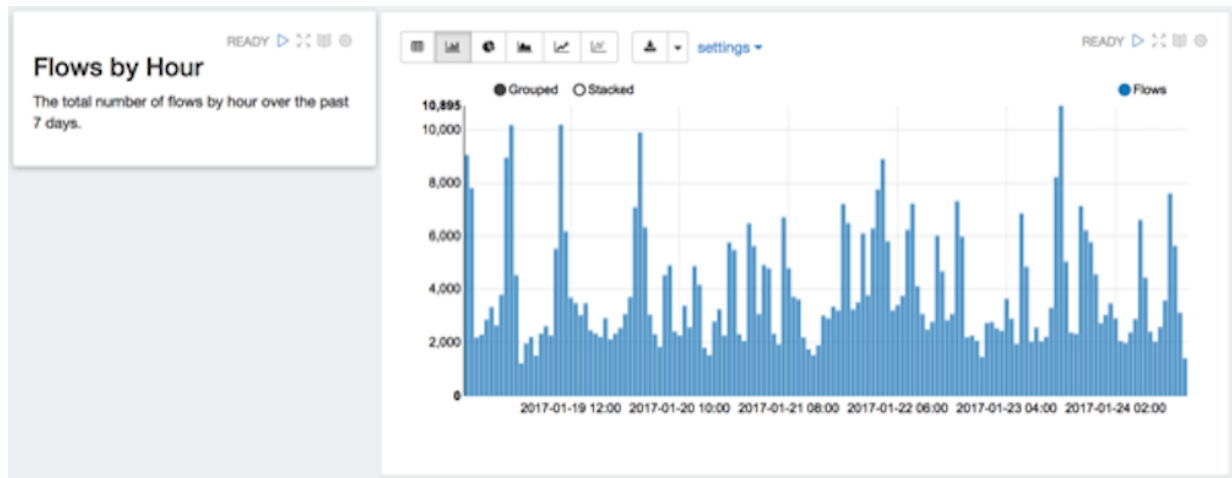 READY
Flows by Hour
The total number of flows by hour over the past
7 days.
settings
READY
Grouped Stacked
Flows
10,895
10,000
8,000
6,000
4,000
2,000
0
2017-01-19 12:00 2017-01-20 10:00 2017-01-21 08:00 2017-01-22 06:00 2017-01-23 04:00 2017-01-24 02:00